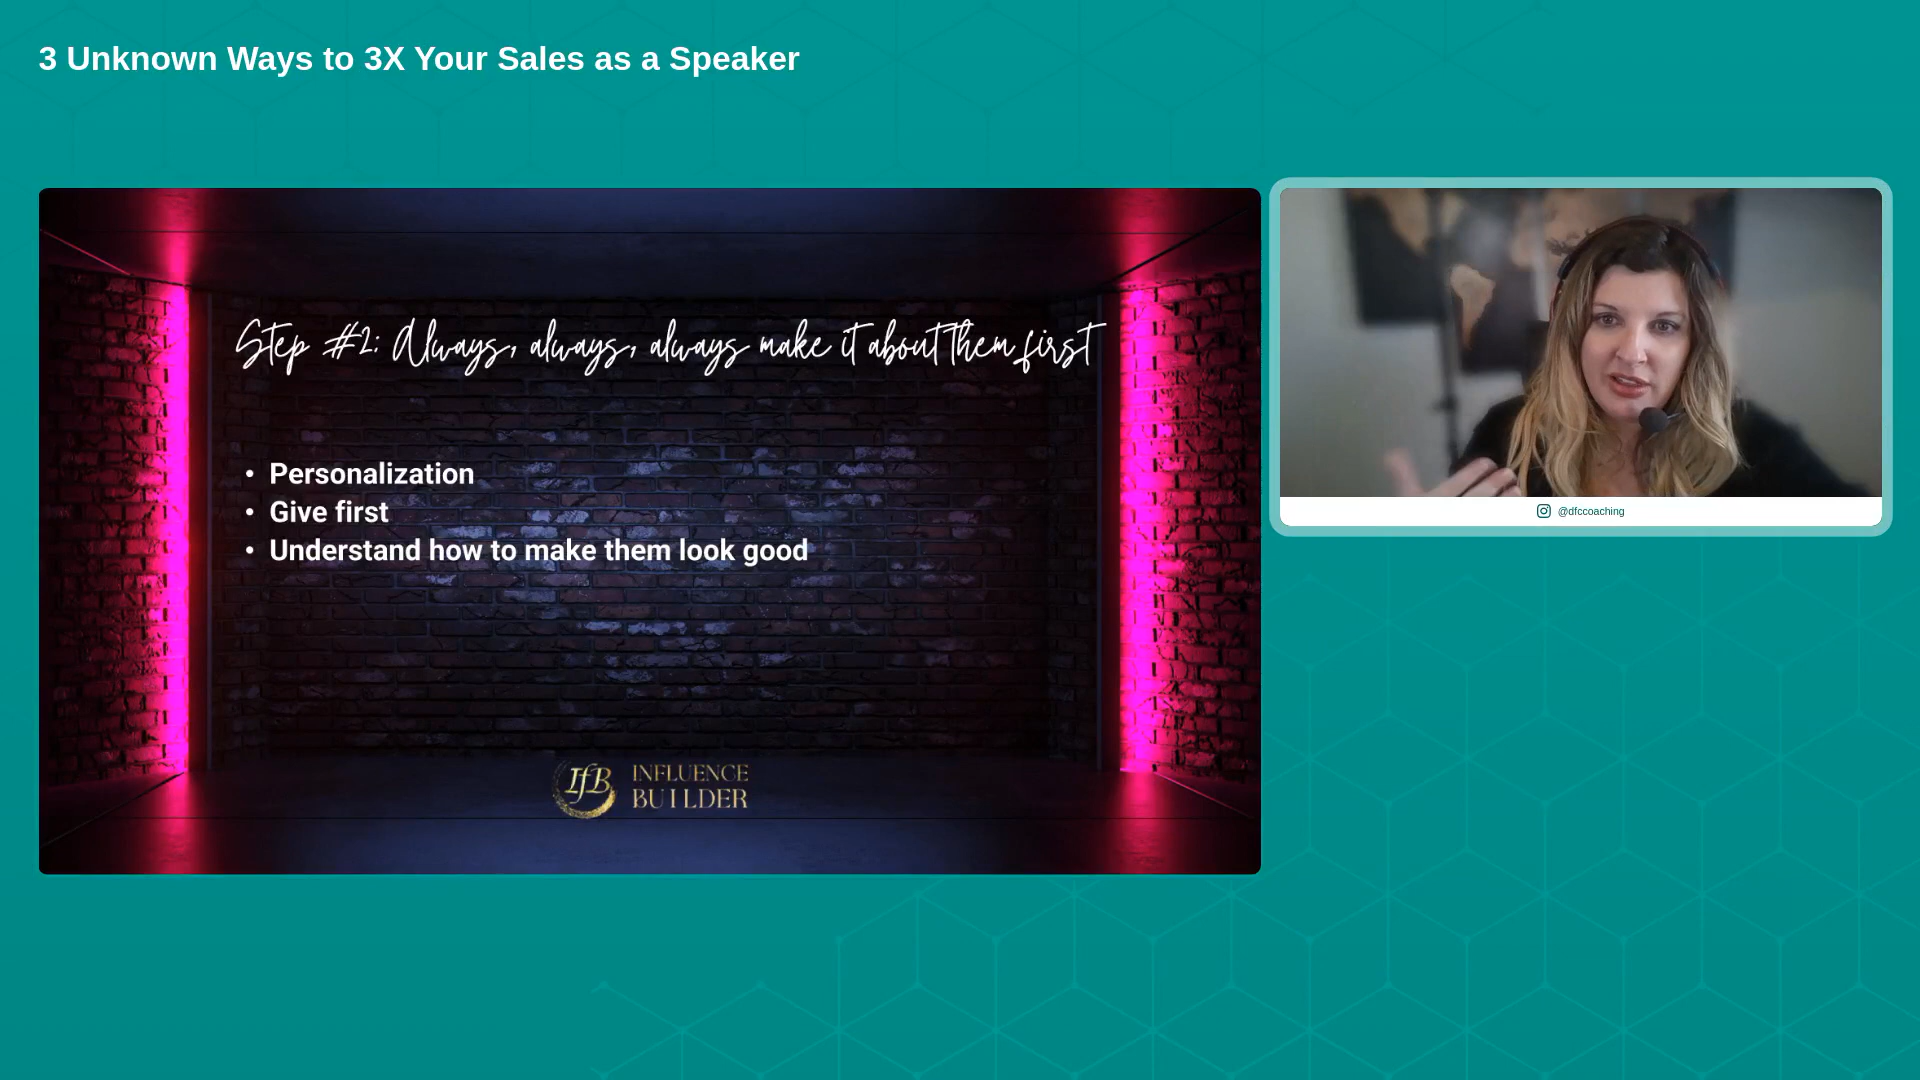 3 Unknown Ways to 3X Your Sales as a Speaker
Step #2: Always, always, always make it about them first
• Personalization
• Give first
• Understand how to make them look good
IfB INFLUENCE
BUILDER
@dfccoaching